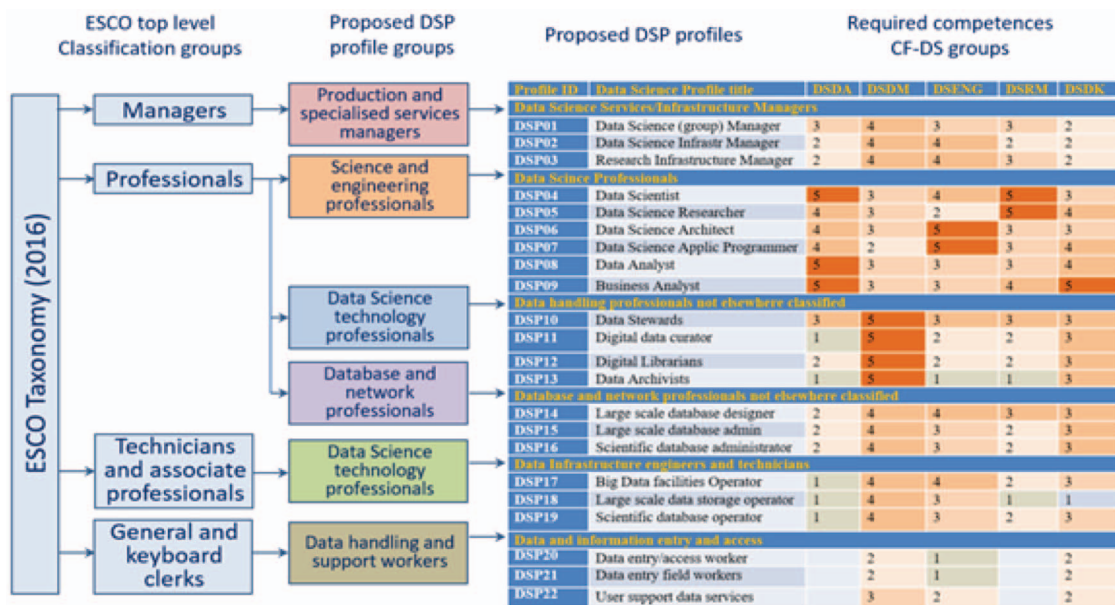 ESCO top level
Classification groups
Proposed DSP
profile groups
Proposed DSP profiles
Required competences
CF-DS groups
ESCO Taxonomy (2016)
Managers
Professionals
Technicians
and associate
professionals
General and
keyboard
clerks
Production and
specialised services
managers
Science and
engineering
professionals
Data Science
technology
professionals
Database and
network
professionals
Data Science
technology
professionals
Data handling and
support workers
Profile ID Data Science Profile title DSDA DSDM DSENG DSRM DSDK
Data Science Services/Infrastructure Managers
DSP01 Data Science (group) Manager 3 4 3 3 2
DSP02 Data Science Infrastr Manager 2 4 4 2 2
DSP03 Research Infrastructure Manager 2 4 4 3 2
Data Scince Professionals
DSP04 Data Scientist 5 3 4 5 3
DSP05 Data Science Researcher 4 3 2 5 4
DSP06 Data Science Architect 4 3 5 3 3
DSP07 Data Science Applic Programmer 4 2 5 3 4
DSP08 Data Analyst 5 3 3 3 4
DSP09 Business Analyst 5 3 3 4 5
Data handling professionals not elsewhere classified
DSP10 Data Stewards 3 5 3 3 3
DSP11 Digital data curator 1 5 2 2 3
DSP12 Digital Librarians 2 5 2 2 3
DSP13 Data Archivists 1 5 1 1 3
Database and network professionals not elsewhere classified
DSP14 Large scale database designer 2 4 4 3 3
DSP15 Large scale database admin 2 4 3 2 3
DSP16 Scientific database administrator 2 4 3 2 3
Data Infrastructure engineers and technicians
DSP17 Big Data facilities Operator 1 4 4 2 3
DSP18 Large scale data storage operator 1 4 3 1 1
DSP19 Scientific database operator 1 4 3 2 3
Data and information entry and access
DSP20 Data entry/access worker 2 1 2
DSP21 Data entry field workers 2 1 2
DSP22 User support data services 3 2 2